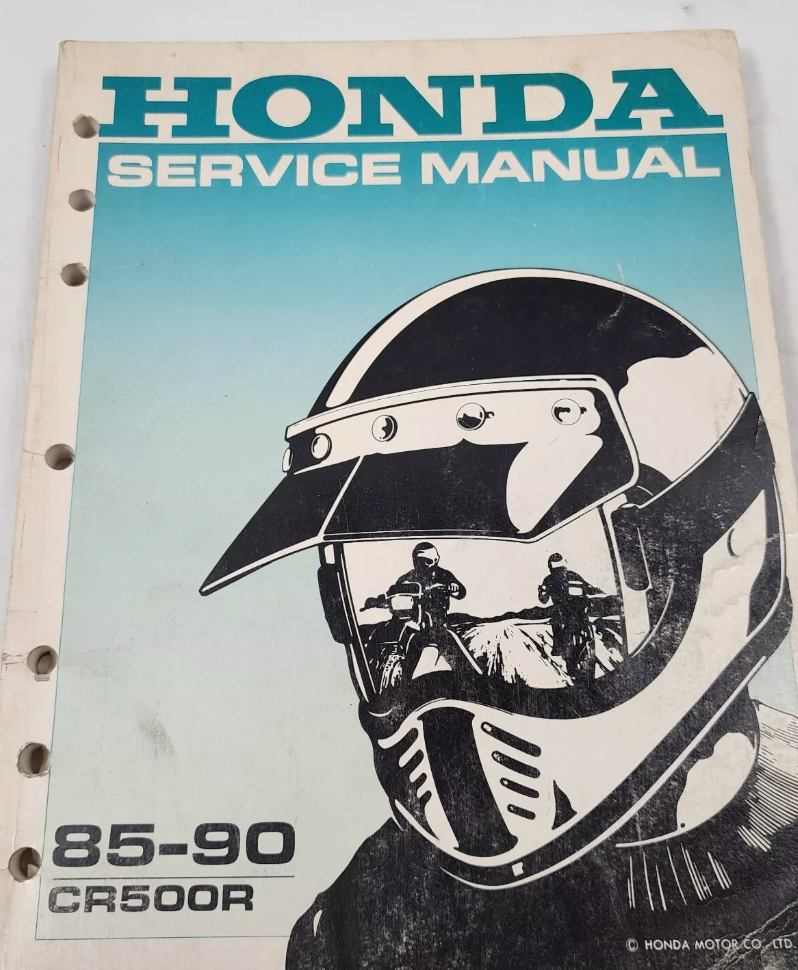 HONDA
SERVICE MANUAL
85-90
CR500R
© HONDA MOTOR CO., LTD.